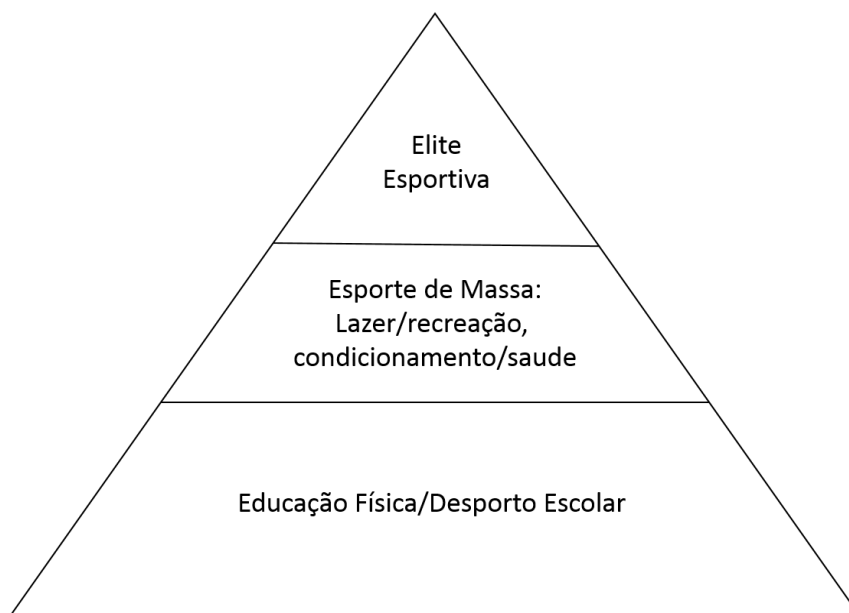 Elite
Esportiva
Esporte de Massa:
Lazer/recreação,
condicionamento/saude
Educação Física/Desporto Escolar